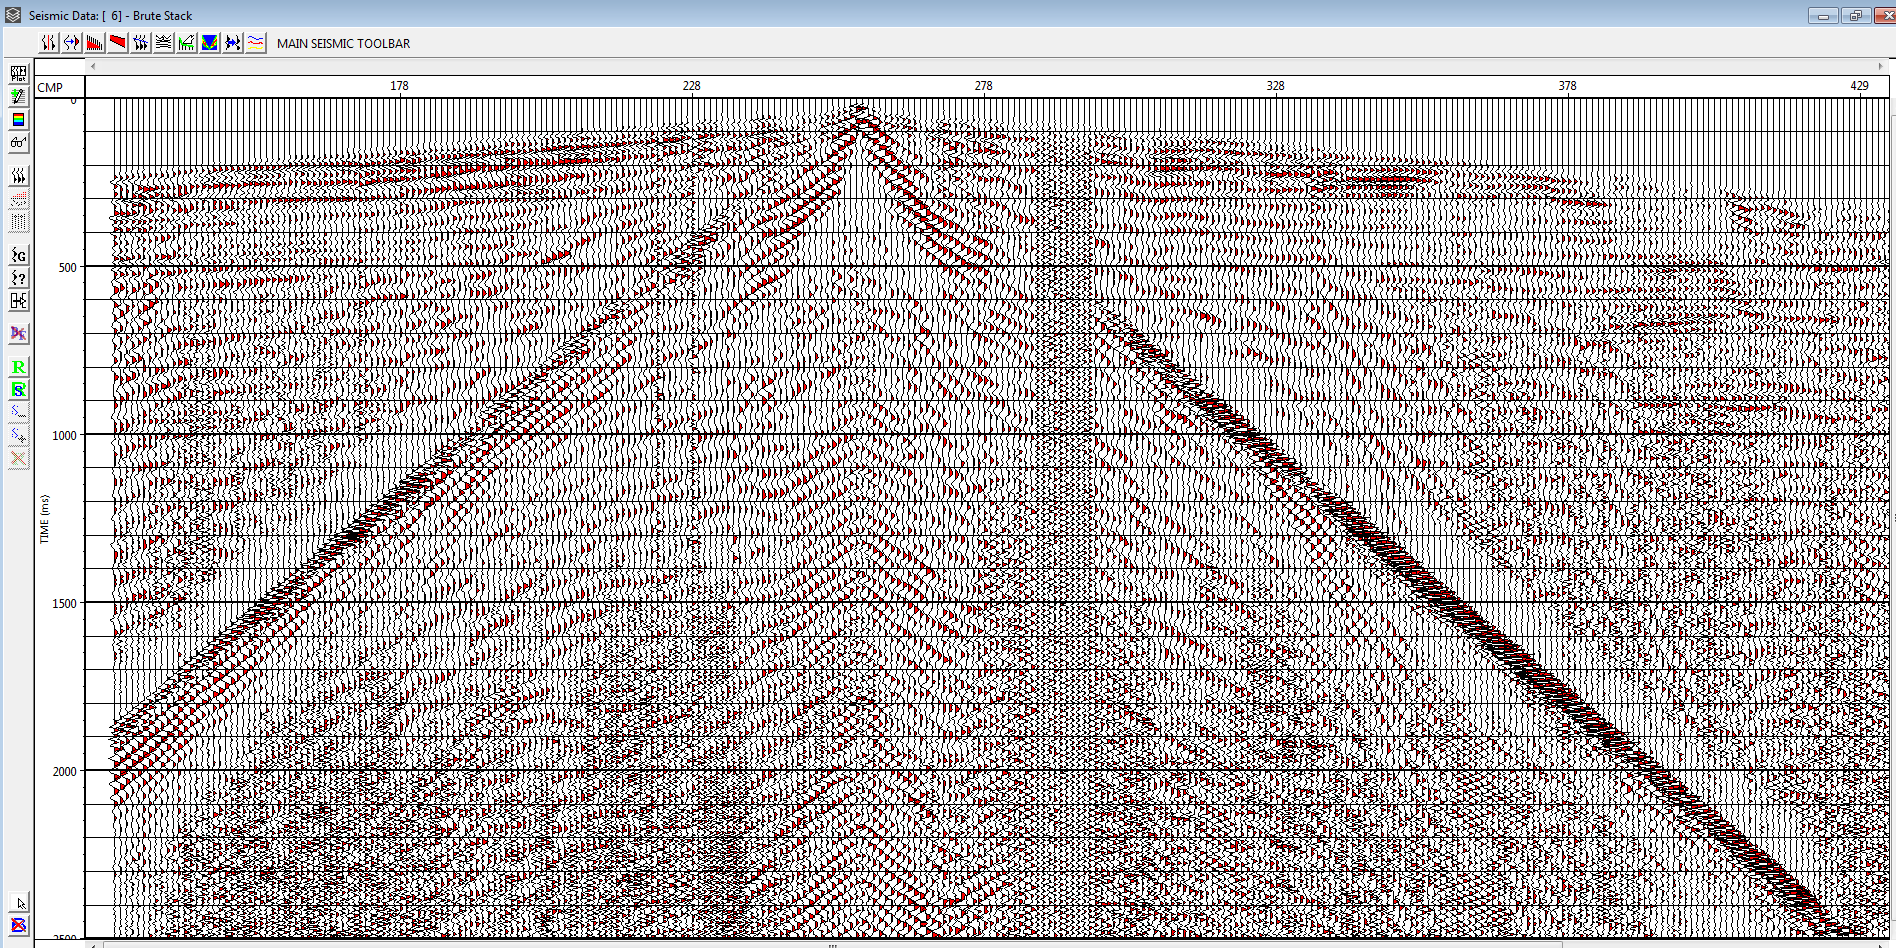 Seismic Data: [ 6] - Brute Stack
MAIN SEISMIC TOOLBAR
CMP 178 228 278 328 378 429
0
500
1000
1500
2000
2500
TIME (ms)
G
?
R
S